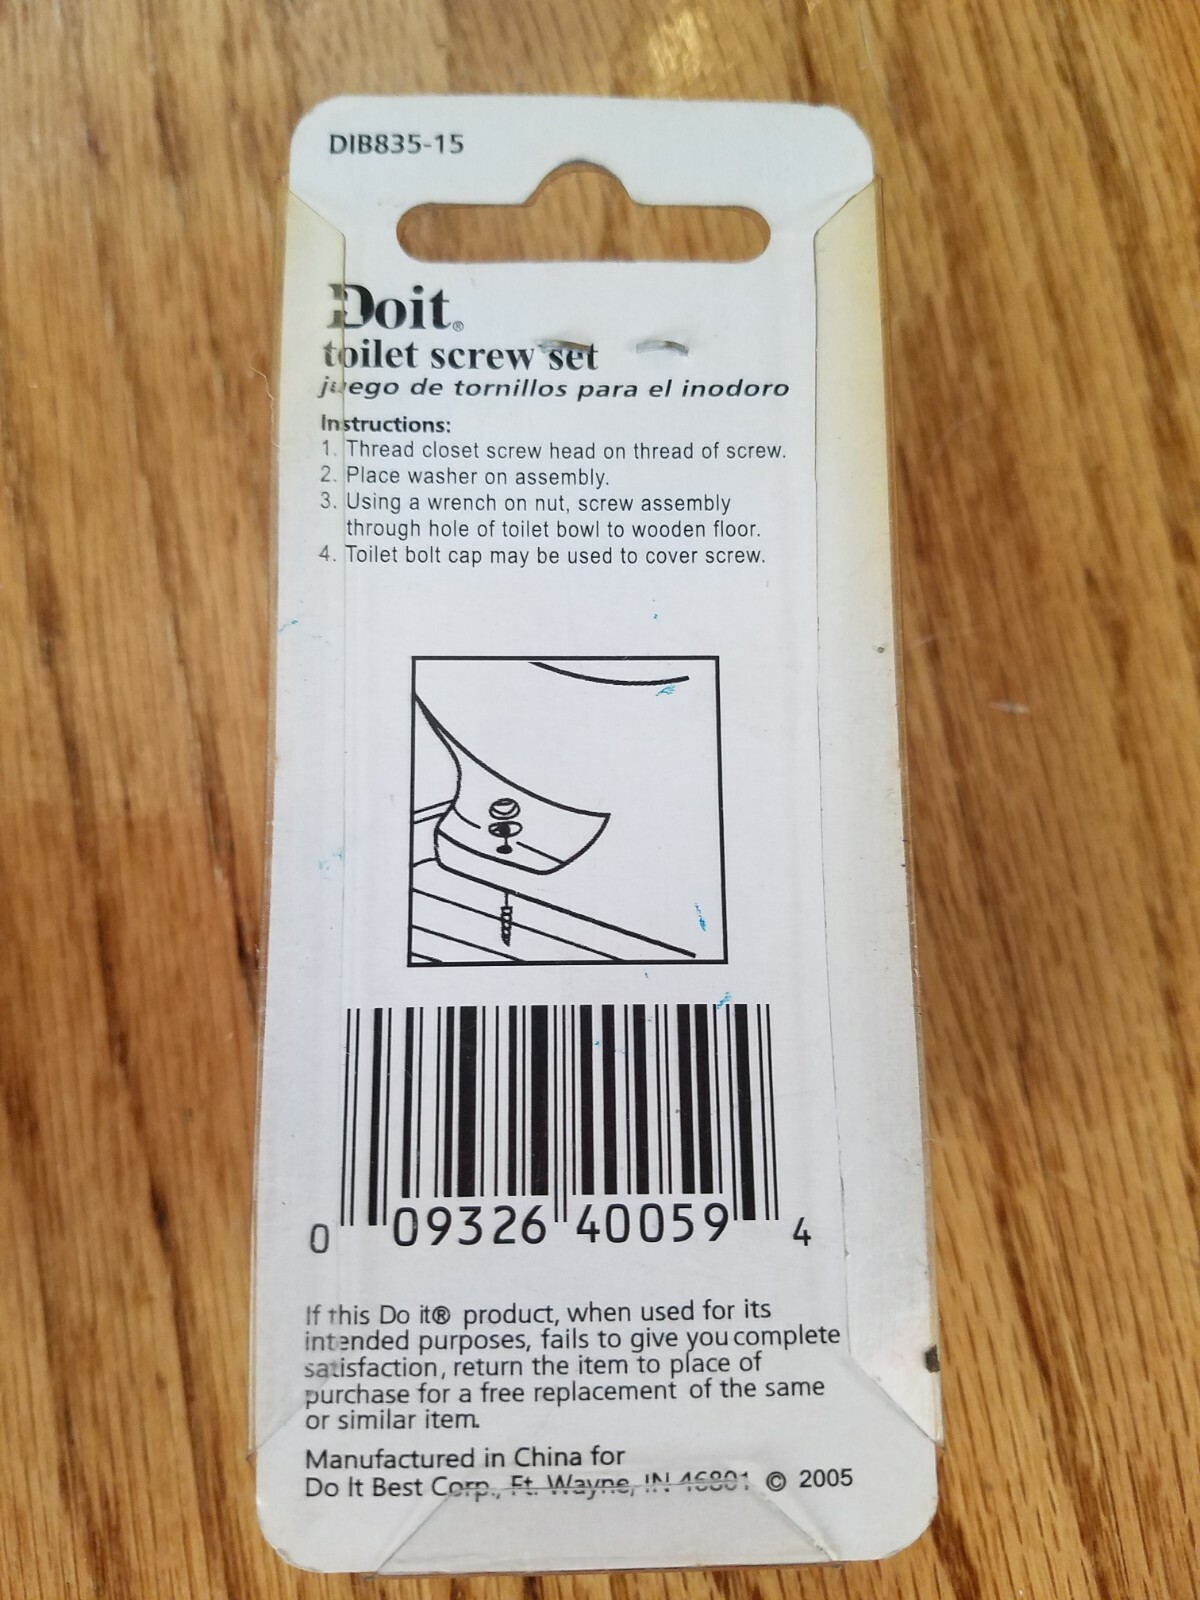 DIB835-15
Doit®
toilet screw set
juego de tornillos para el inodoro
Instructions:
1. Thread closet screw head on thread of screw.
2. Place washer on assembly.
3. Using a wrench on nut, screw assembly
through hole of toilet bowl to wooden floor.
4. Toilet bolt cap may be used to cover screw.
0 09326 40059 4
If this Do it® product, when used for its
intended purposes, fails to give you complete
satisfaction, return the item to place of
purchase for a free replacement of the same
or similar item.
Manufactured in China for
Do It Best Corp., Ft. Wayne, IN 46801 © 2005